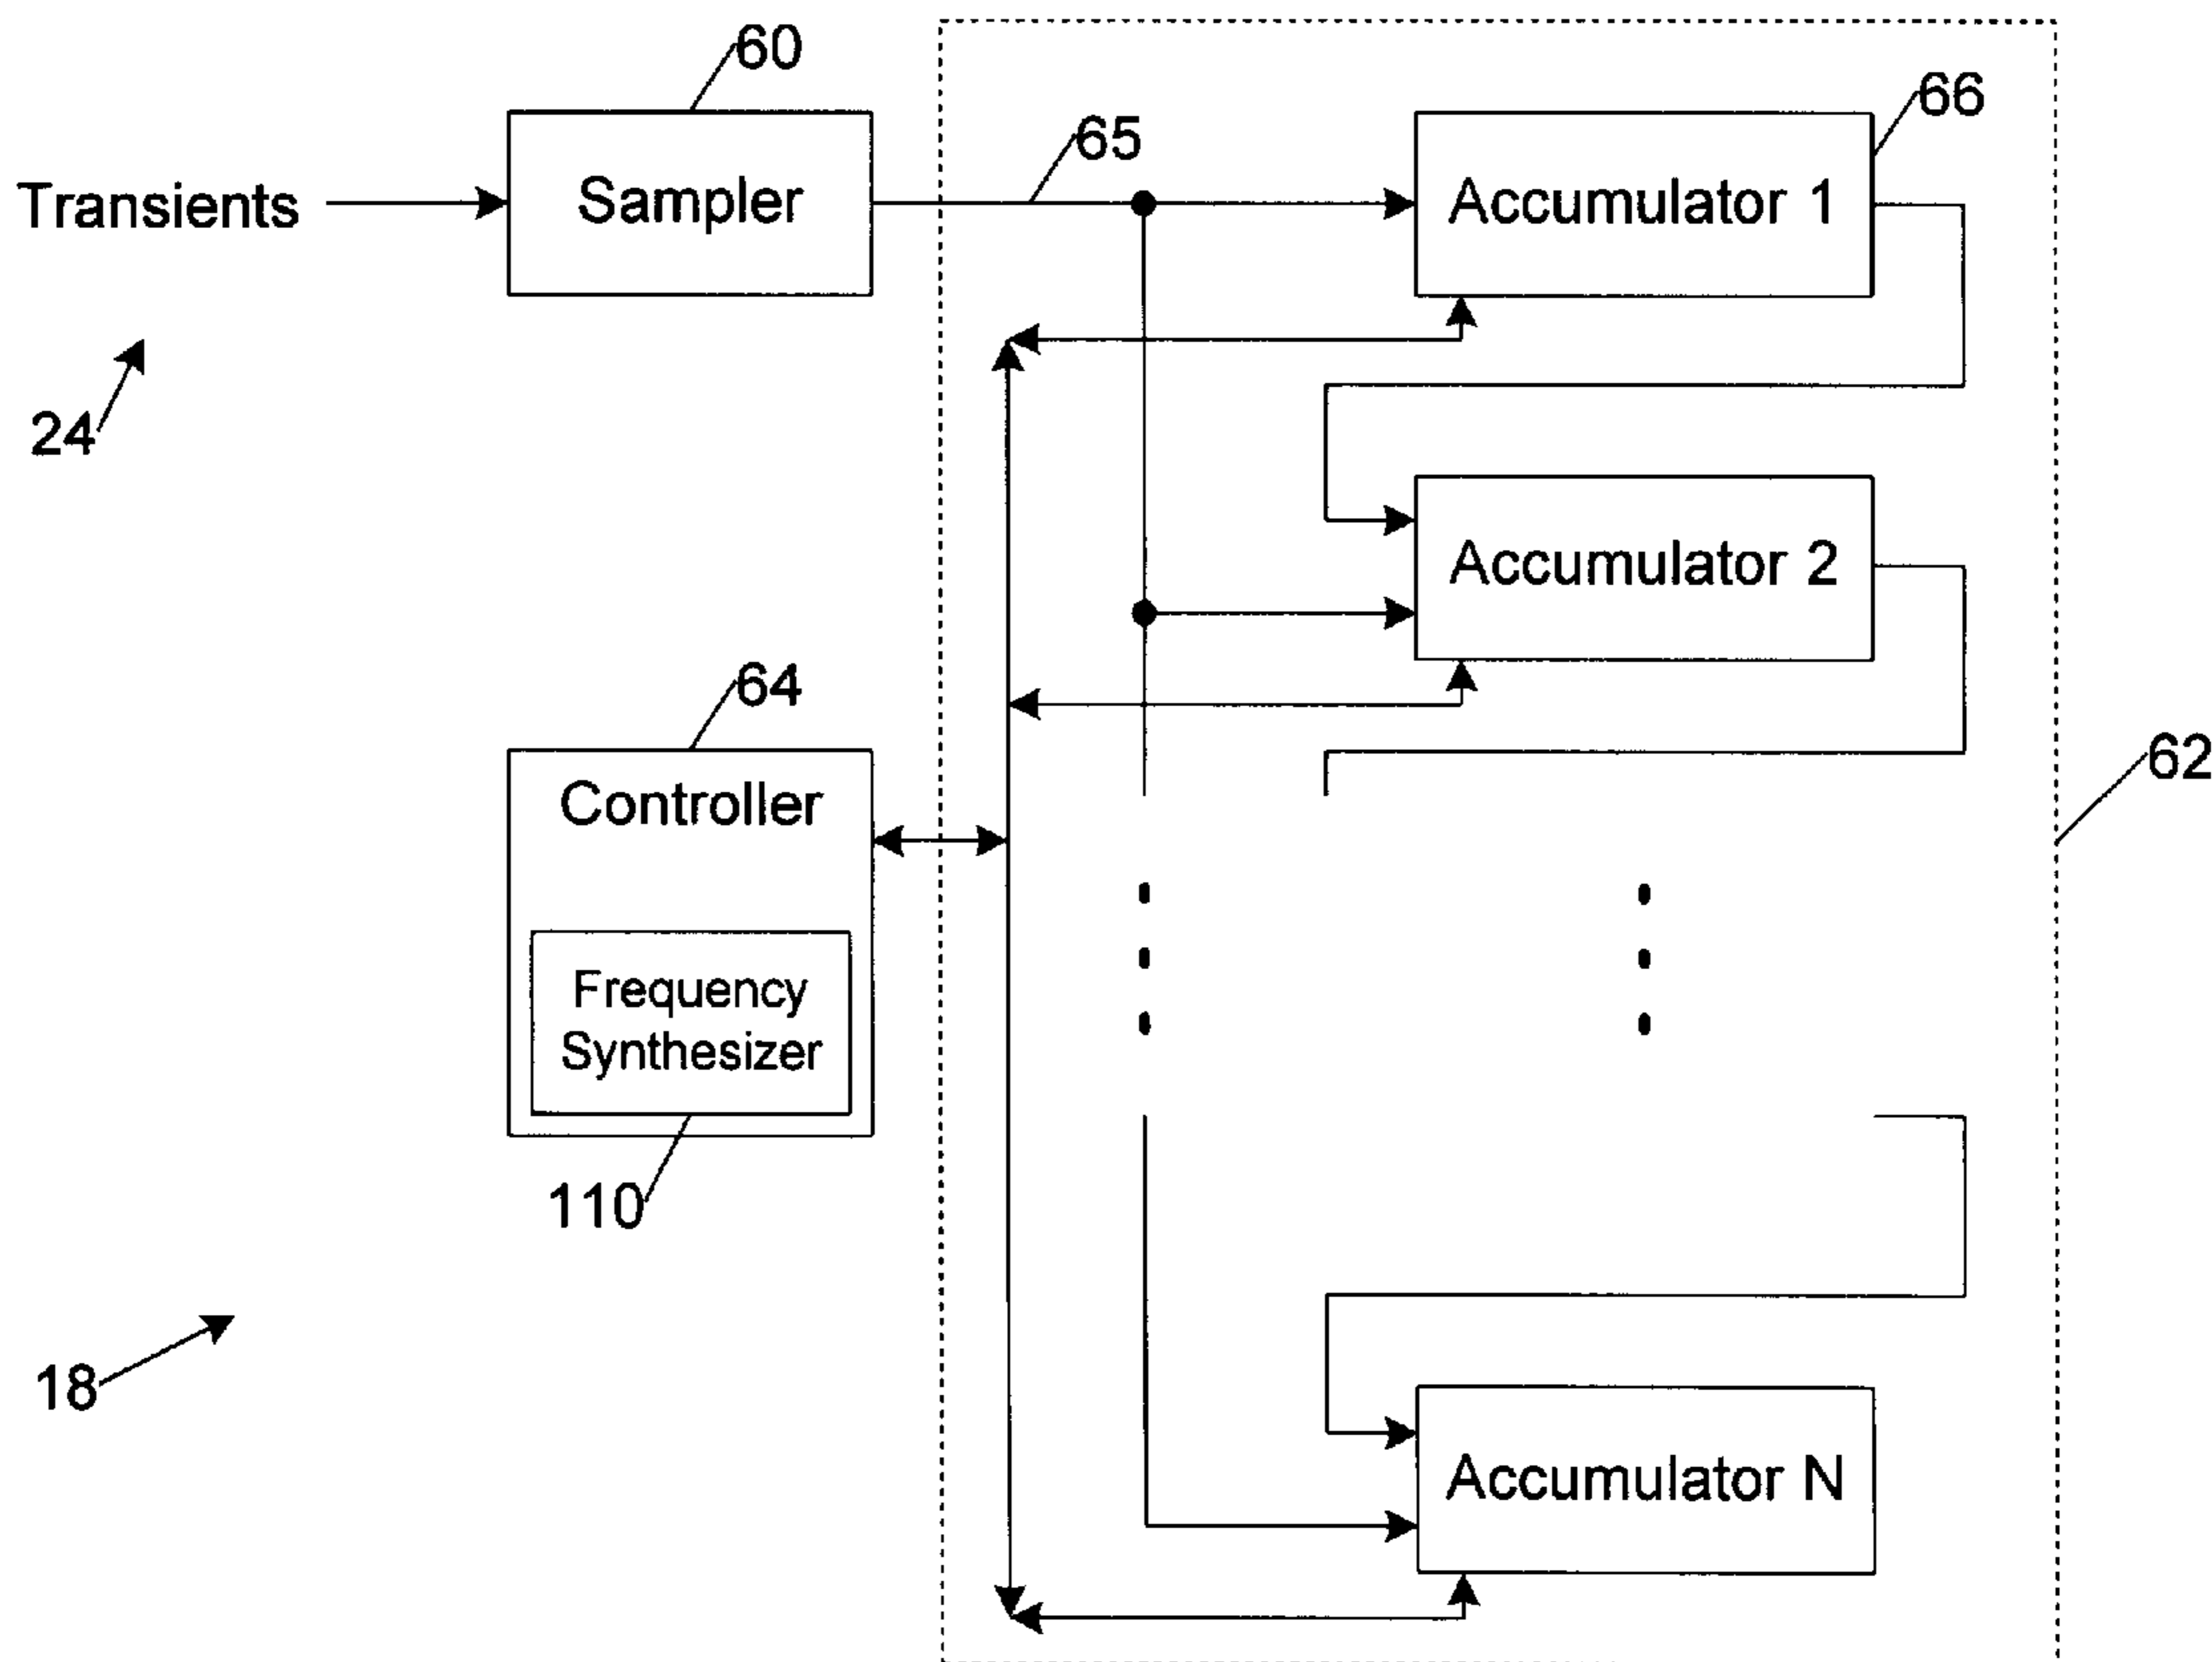 60
66
65
Transients
Sampler
Accumulator 1
24
Accumulator 2
64
62
Controller
Frequency
Synthesizer
110
18
Accumulator N